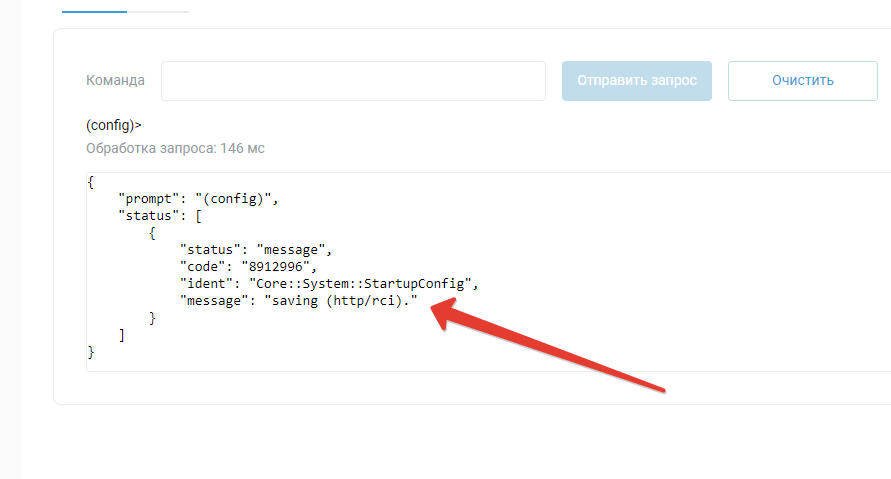 Команда
Отправить запрос
Очистить
(config)>
Обработка запроса: 146 мс
{
    "prompt": "(config)",
    "status": [
        {
            "status": "message",
            "code": "8912996",
            "ident": "Core::System::StartupConfig",
            "message": "saving (http/rci)."
        }
    ]
}